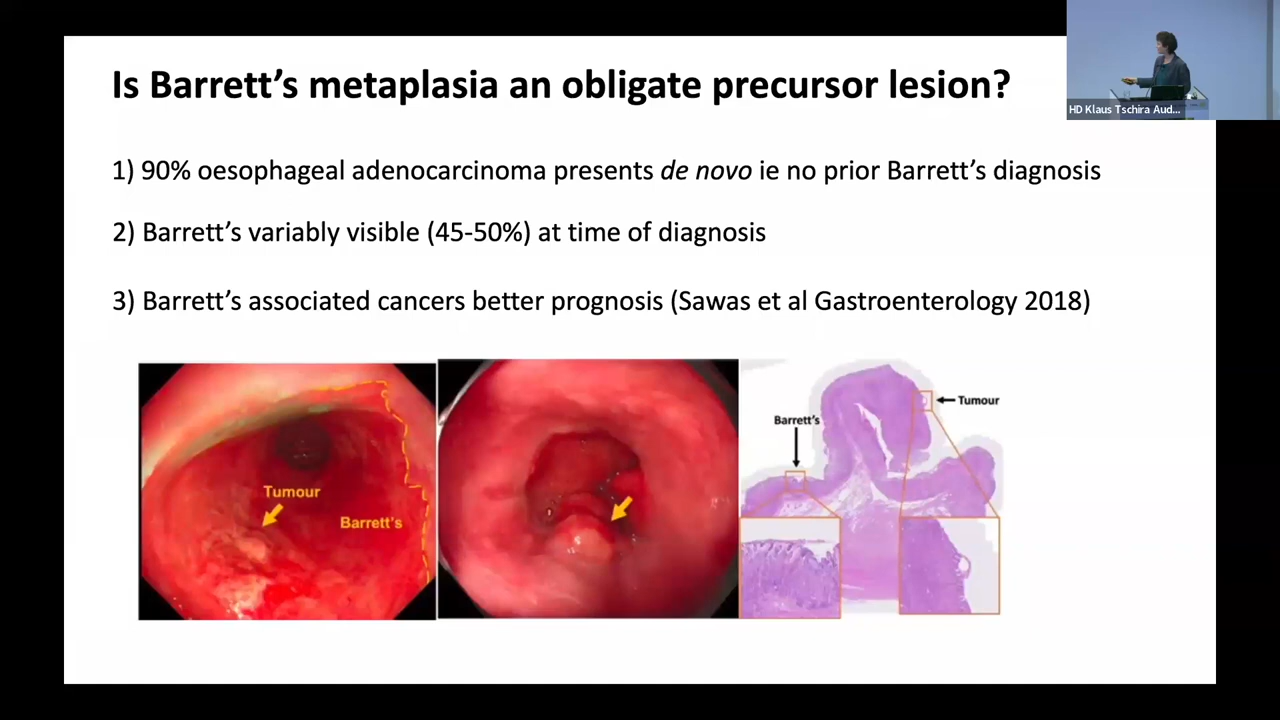 Is Barrett's metaplasia an obligate precursor lesion?
HD Klaus Tschira Aud...
1) 90% oesophageal adenocarcinoma presents de novo ie no prior Barrett's diagnosis
2) Barrett's variably visible (45-50%) at time of diagnosis
3) Barrett's associated cancers better prognosis (Sawas et al Gastroenterology 2018)
Tumour
Barrett's
Barrett's
Tumour